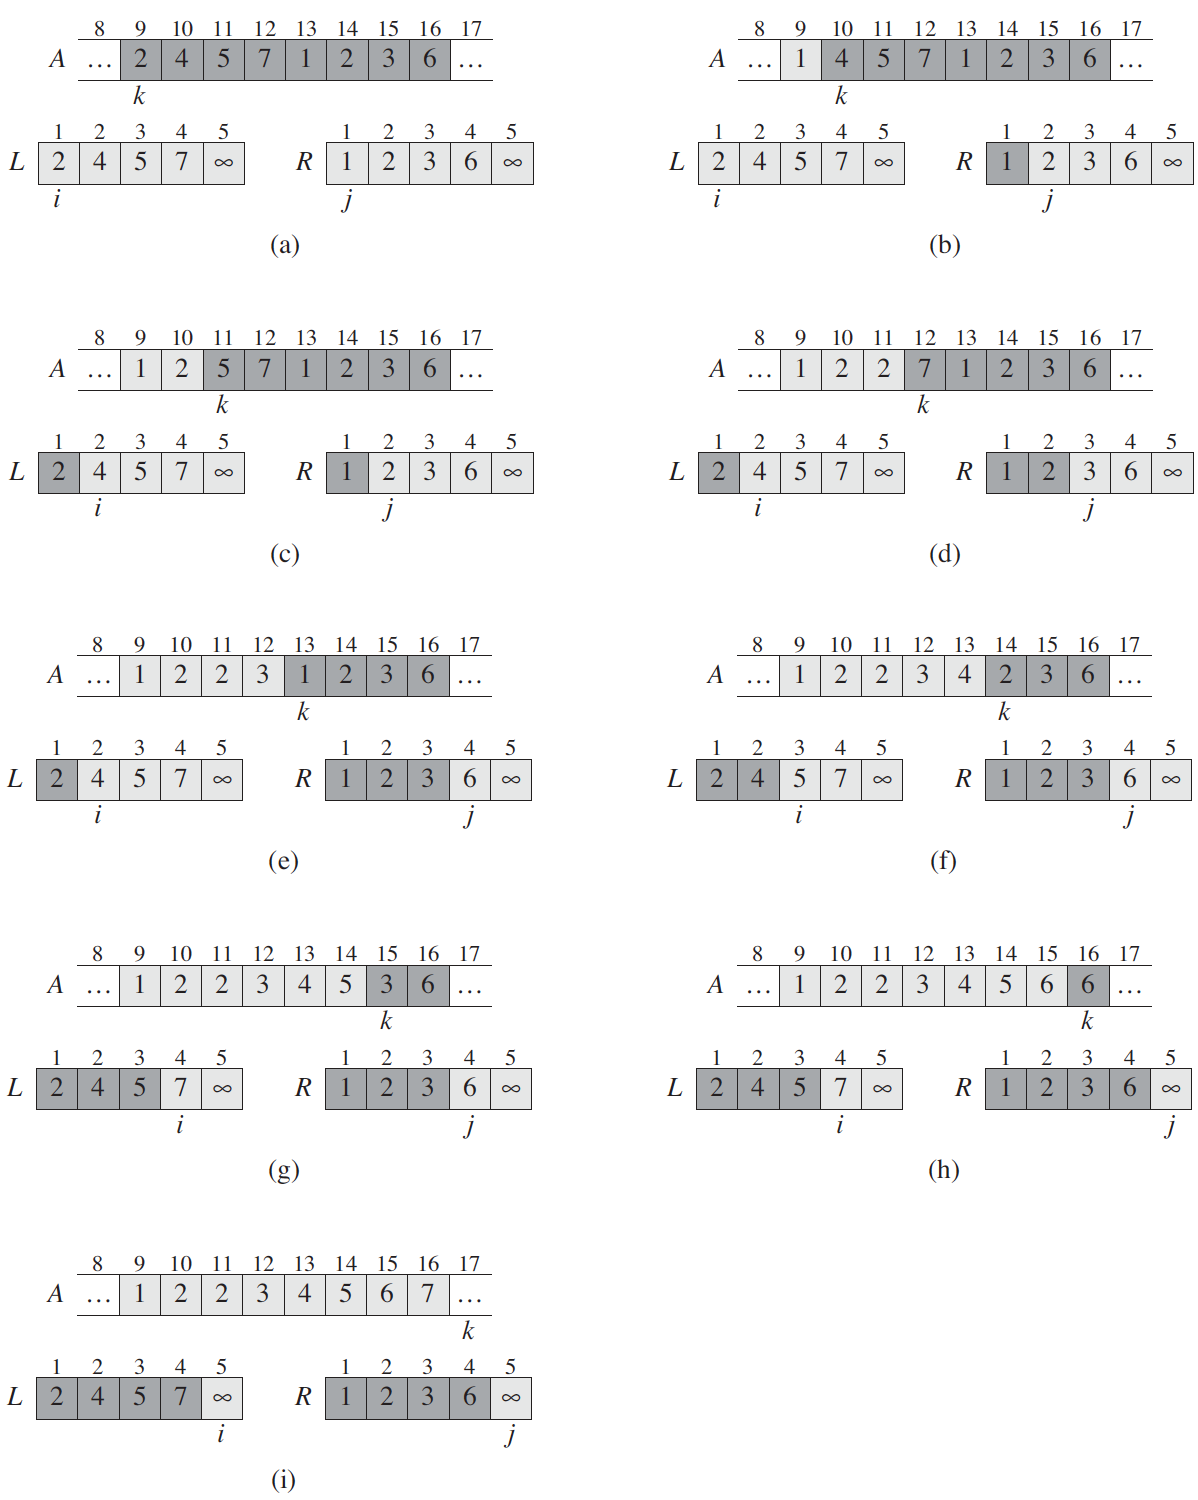 8 9 10 11 12 13 14 15 16 17
A … 2 4 5 7 1 2 3 6 …
k
1 2 3 4 5 1 2 3 4 5
L 2 4 5 7 ∞ R 1 2 3 6 ∞
i j
(a)
8 9 10 11 12 13 14 15 16 17
A … 1 4 5 7 1 2 3 6 …
k
1 2 3 4 5 1 2 3 4 5
L 2 4 5 7 ∞ R 1 2 3 6 ∞
i j
(b)
8 9 10 11 12 13 14 15 16 17
A … 1 2 5 7 1 2 3 6 …
k
1 2 3 4 5 1 2 3 4 5
L 2 4 5 7 ∞ R 1 2 3 6 ∞
i j
(c)
8 9 10 11 12 13 14 15 16 17
A … 1 2 2 7 1 2 3 6 …
k
1 2 3 4 5 1 2 3 4 5
L 2 4 5 7 ∞ R 1 2 3 6 ∞
i j
(d)
8 9 10 11 12 13 14 15 16 17
A … 1 2 2 3 1 2 3 6 …
k
1 2 3 4 5 1 2 3 4 5
L 2 4 5 7 ∞ R 1 2 3 6 ∞
i j
(e)
8 9 10 11 12 13 14 15 16 17
A … 1 2 2 3 4 2 3 6 …
k
1 2 3 4 5 1 2 3 4 5
L 2 4 5 7 ∞ R 1 2 3 6 ∞
i j
(f)
8 9 10 11 12 13 14 15 16 17
A … 1 2 2 3 4 5 3 6 …
k
1 2 3 4 5 1 2 3 4 5
L 2 4 5 7 ∞ R 1 2 3 6 ∞
i j
(g)
8 9 10 11 12 13 14 15 16 17
A … 1 2 2 3 4 5 6 6 …
k
1 2 3 4 5 1 2 3 4 5
L 2 4 5 7 ∞ R 1 2 3 6 ∞
i j
(h)
8 9 10 11 12 13 14 15 16 17
A … 1 2 2 3 4 5 6 7 …
k
1 2 3 4 5 1 2 3 4 5
L 2 4 5 7 ∞ R 1 2 3 6 ∞
i j
(i)